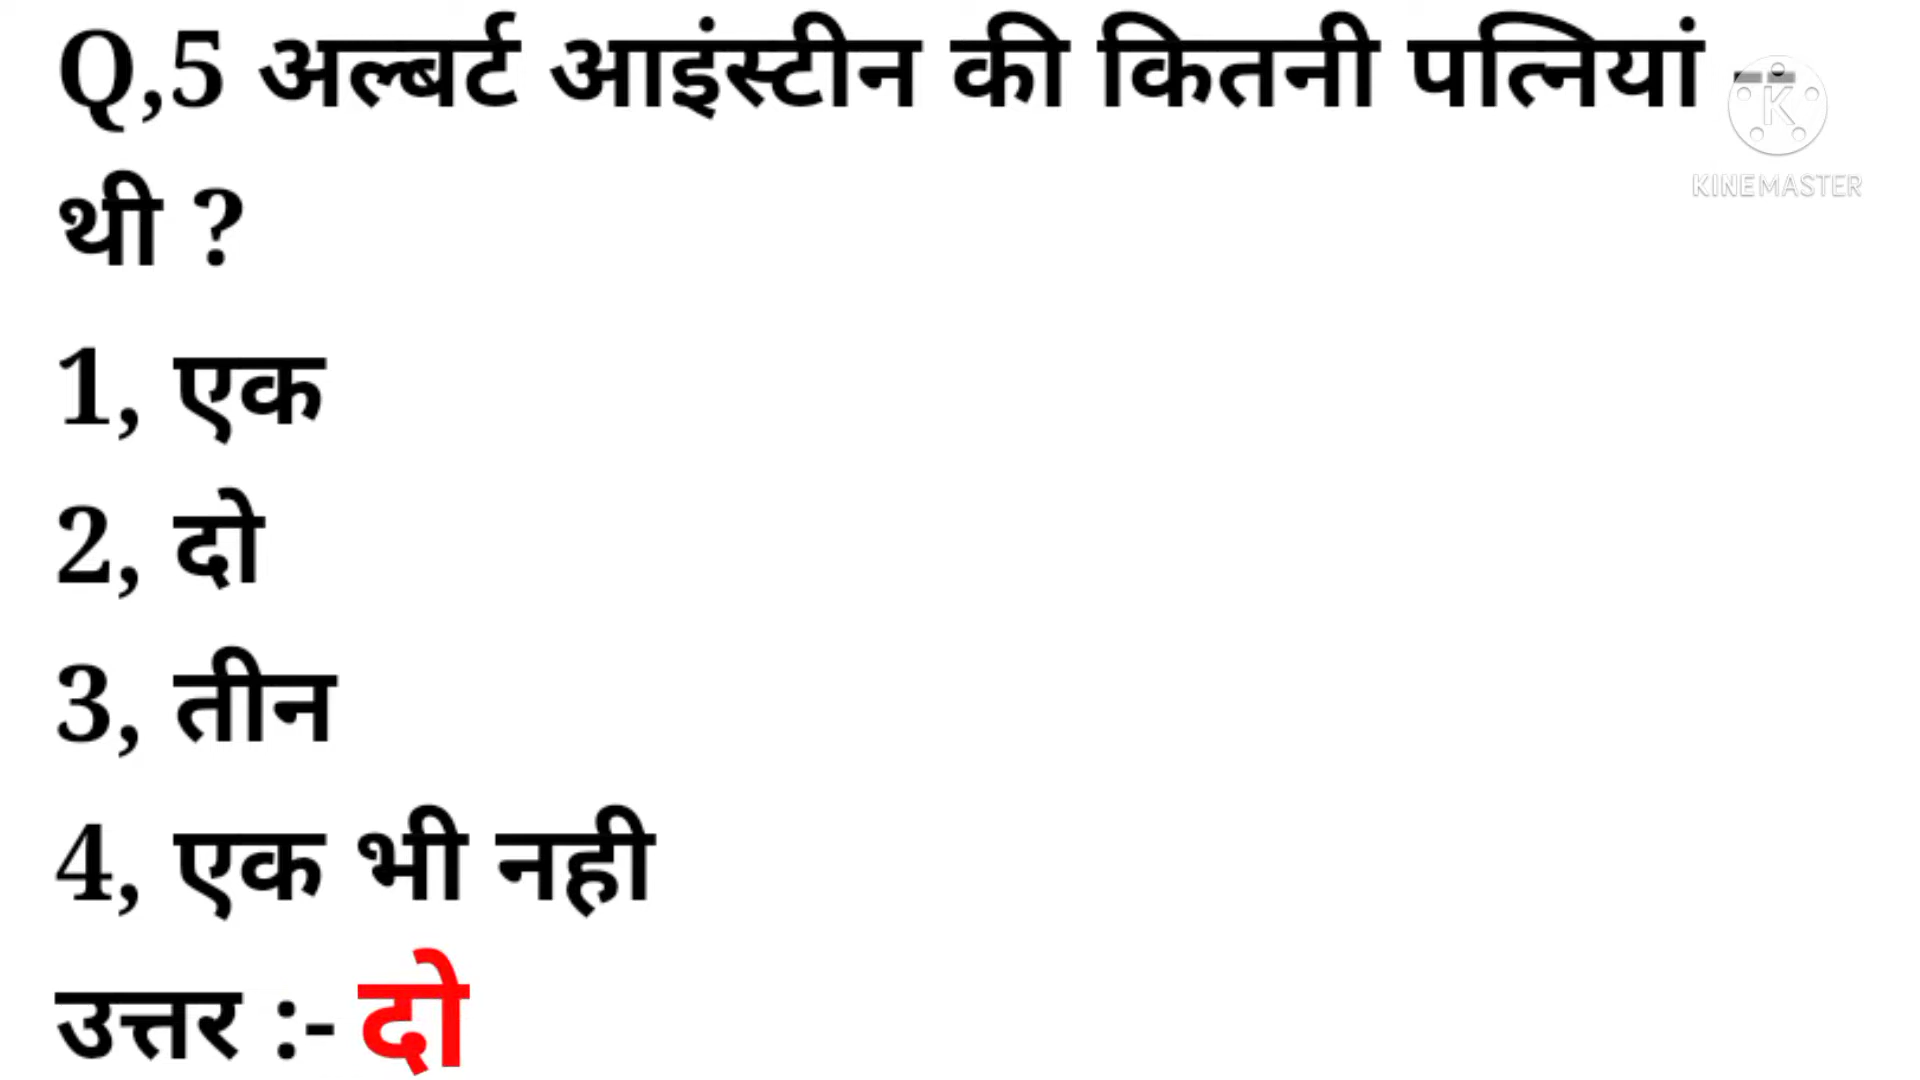 Q,5 अल्बर्ट आइंस्टीन की कितनी पत्नियां -
थी ?
1, एक
2, दो
3, तीन
4, एक भी नही
उत्तर :- दो
K
KINEMASTER